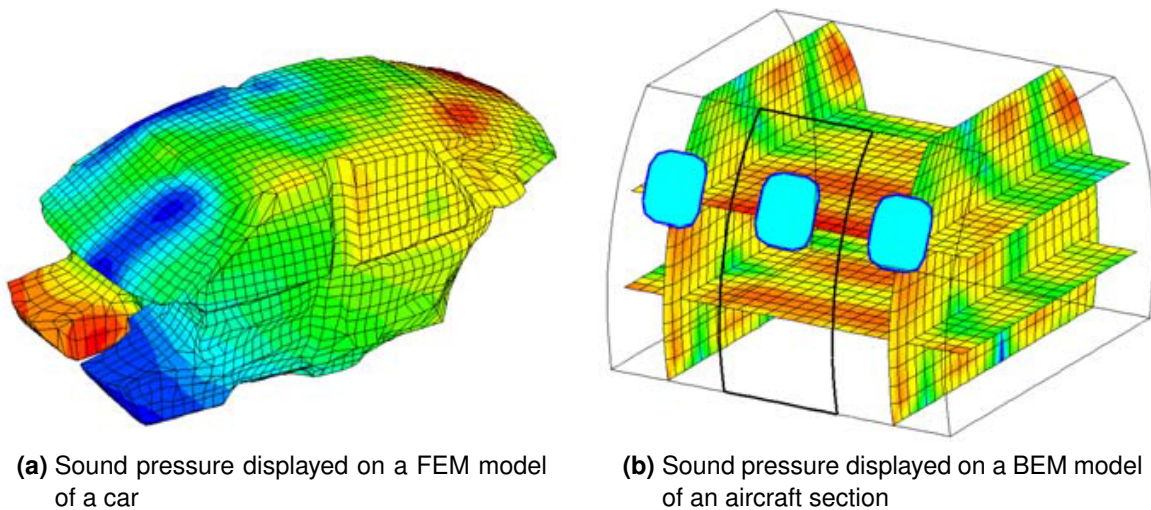 (a) Sound pressure displayed on a FEM model
of a car
(b) Sound pressure displayed on a BEM model
of an aircraft section